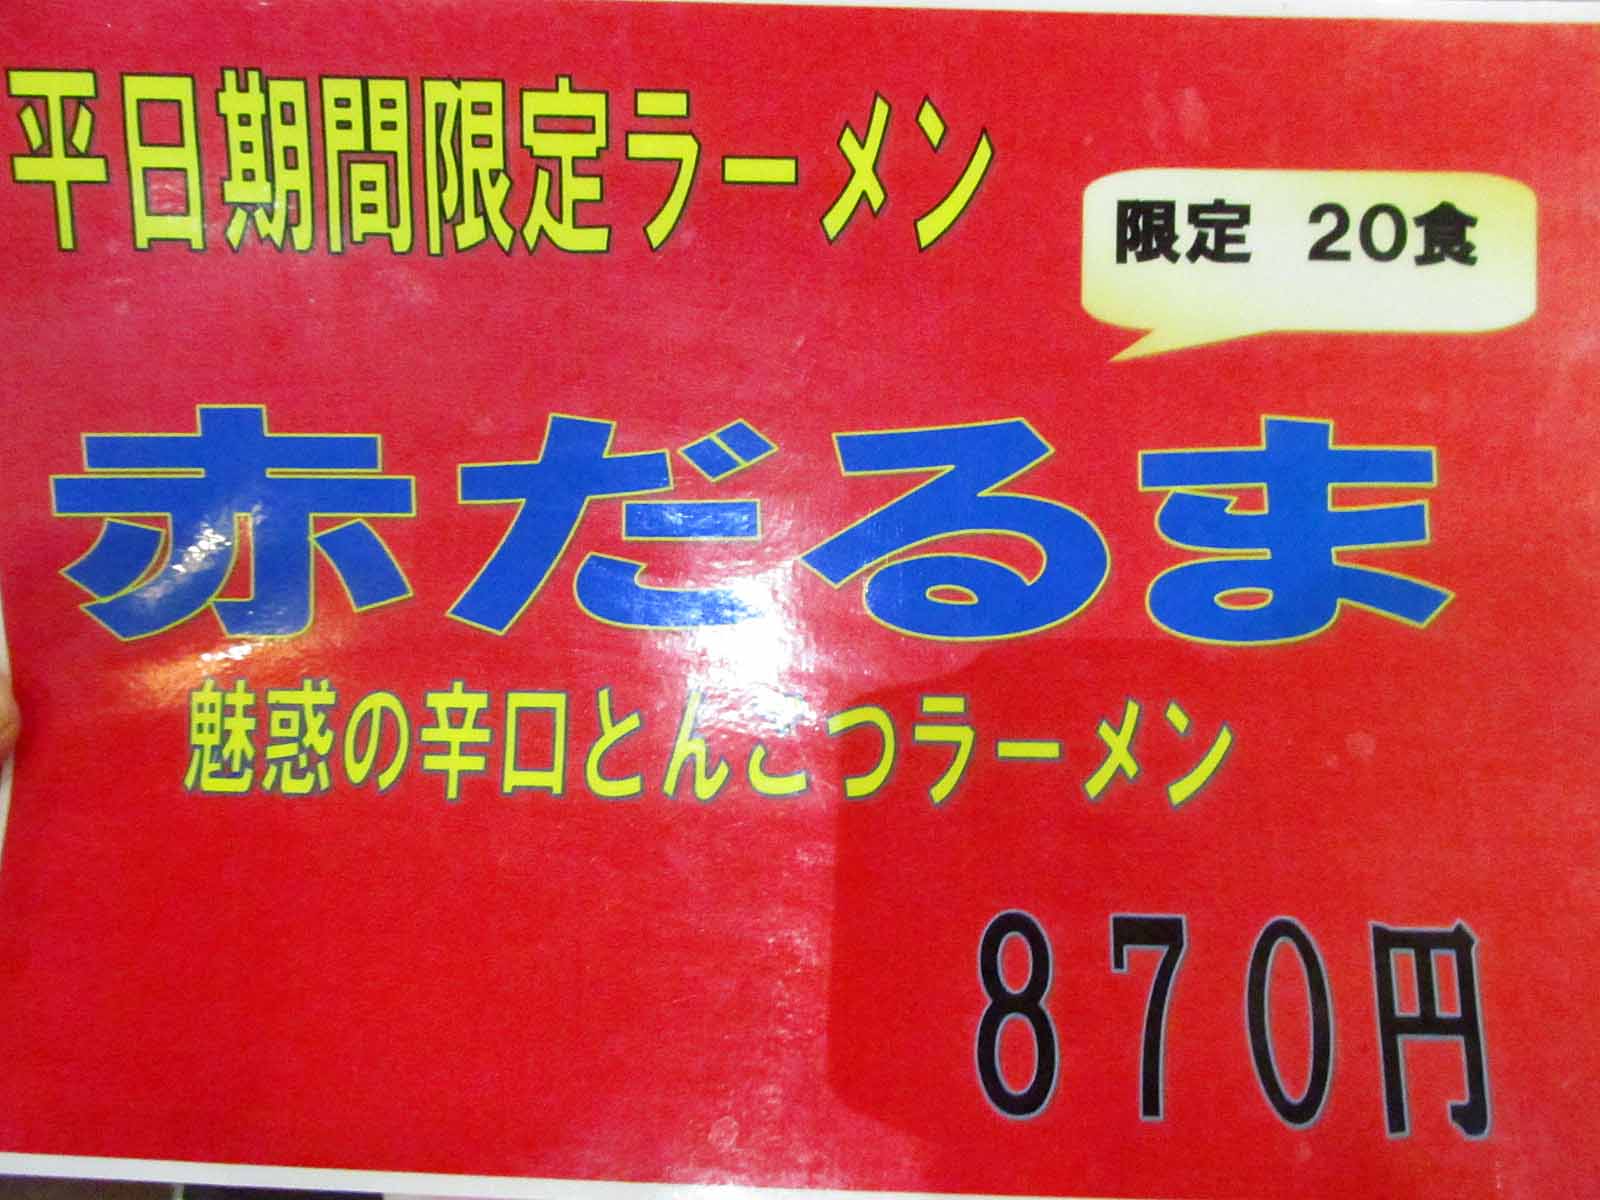 平日期間限定ラーメン
限定　20食
赤だるま
魅惑の辛口とんこつラーメン
870円